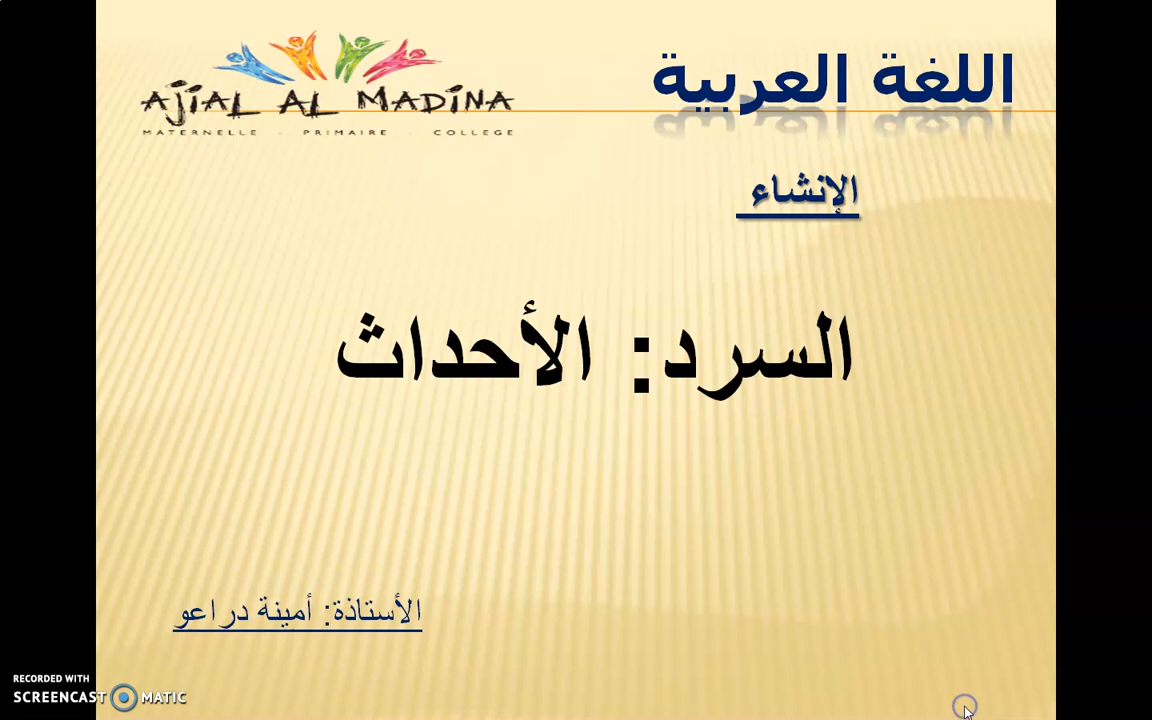 اللغة العربية
AJIAL AL MADINA
MATERNELLE - PRIMAIRE - COLLEGE
الإنشاء
السرد: الأحداث
الأستاذة: أمينة دراعو
RECORDED WITH
SCREENCAST MATIC